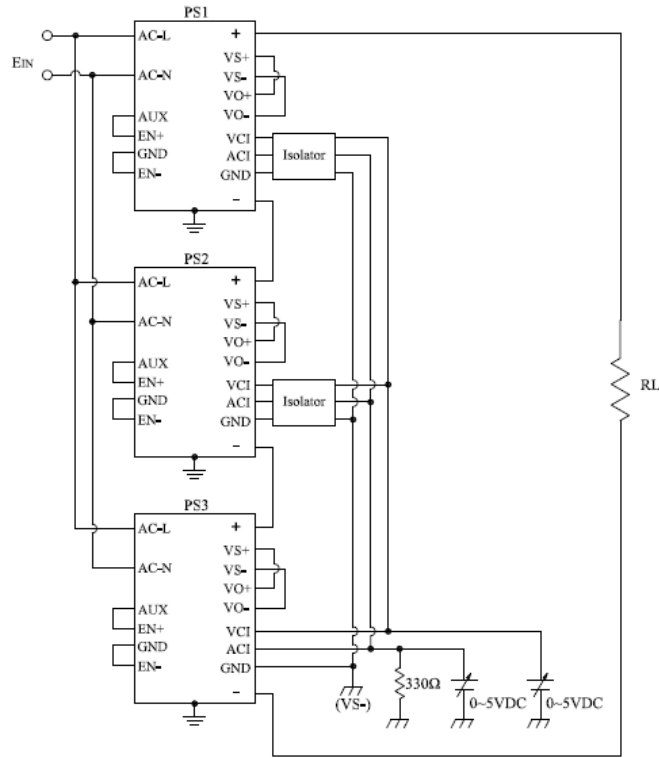 PS1
AC-L
+
EIN
VS+
AC-N
VS-
VO+
AUX
VO-
EN+
VCI
GND
ACI
Isolator
EN-
GND
-
PS2
AC-L
+
VS+
AC-N
VS-
VO+
AUX
VO-
EN+
VCI
GND
ACI
Isolator
EN-
GND
-
RL
PS3
AC-L
+
VS+
AC-N
VS-
VO+
AUX
VO-
EN+
VCI
GND
ACI
EN-
GND
-
(VS-)
330Ω
0~5VDC
0~5VDC